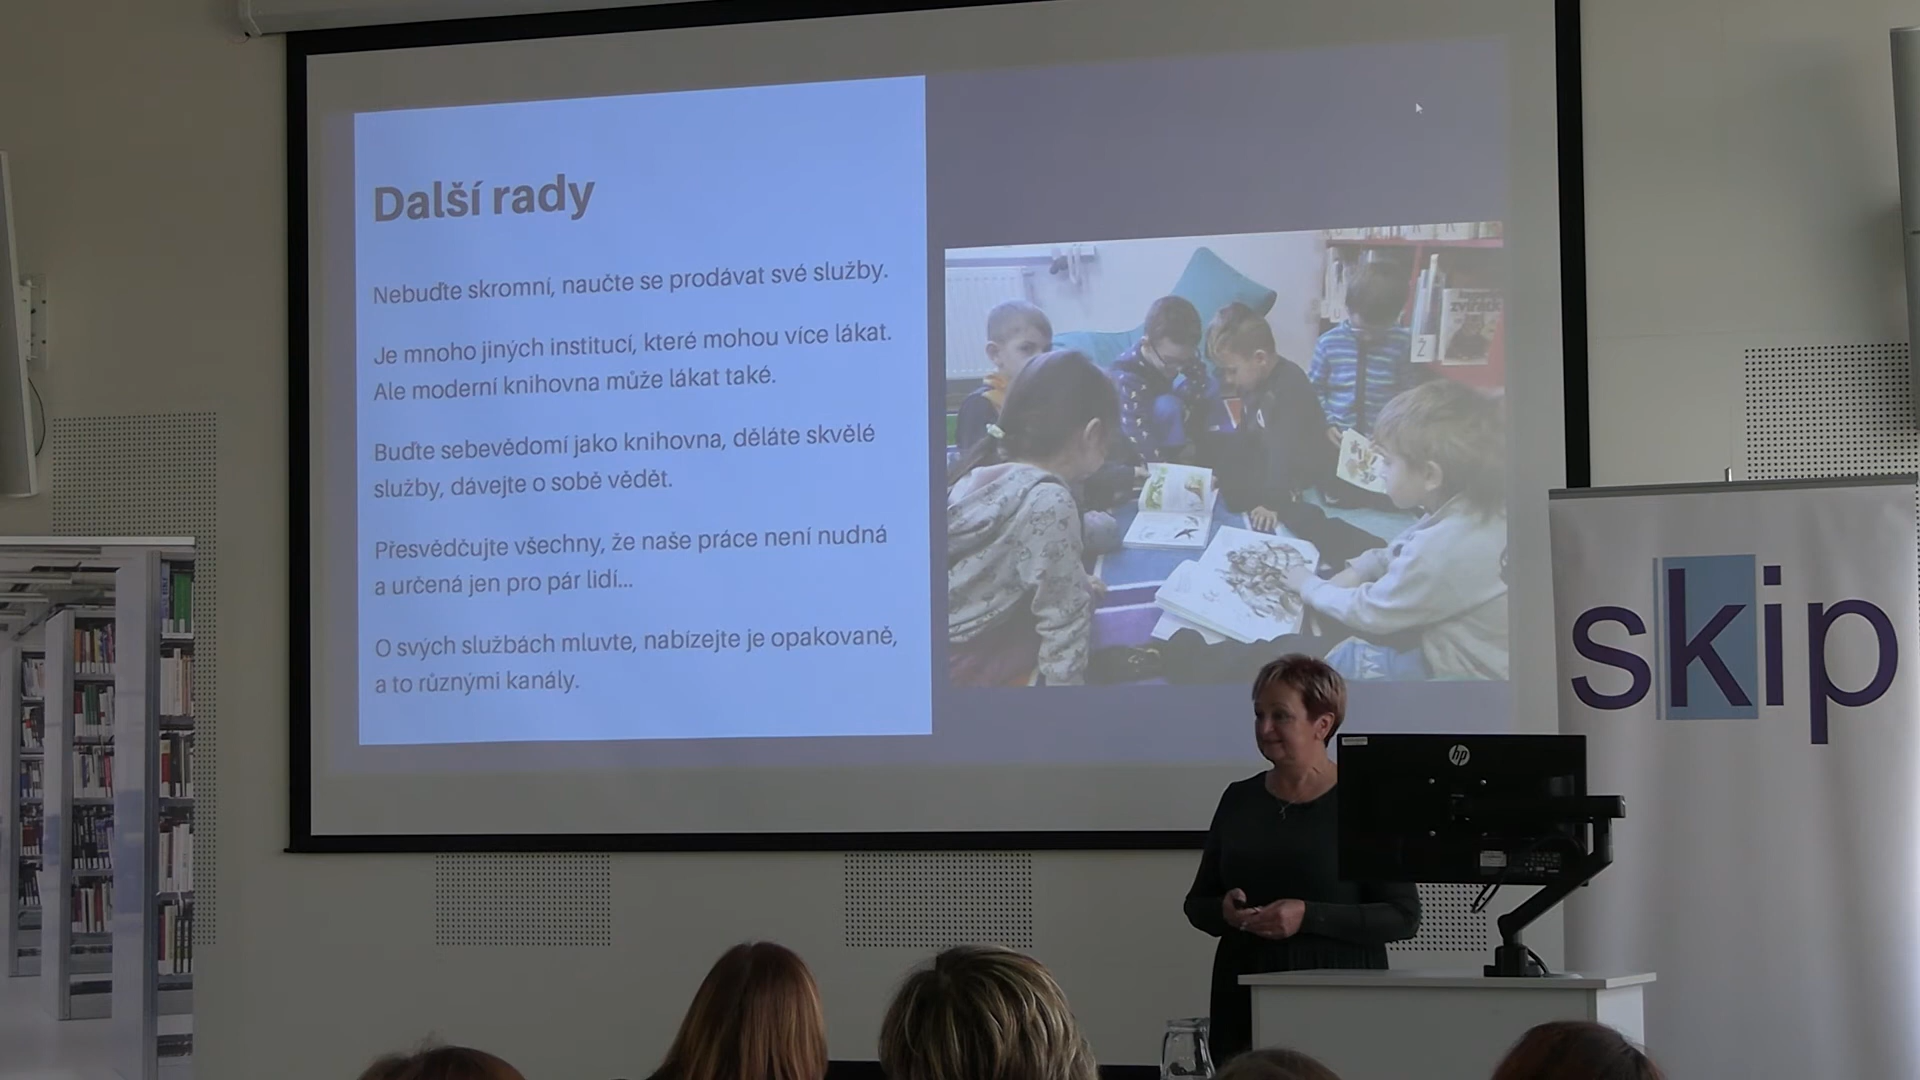 Další rady
Nebuďte skromní, naučte se prodávat své služby.
Je mnoho jiných institucí, které mohou více lákat.
Ale moderní knihovna může lákat také.
Buďte sebevědomí jako knihovna, děláte skvělé
služby, dávejte o sobě vědět.
Přesvědčujte všechny, že naše práce není nudná
a určená jen pro pár lidí...
O svých službách mluvte, nabízejte je opakovaně,
a to různými kanály.
Ž
skip
hp